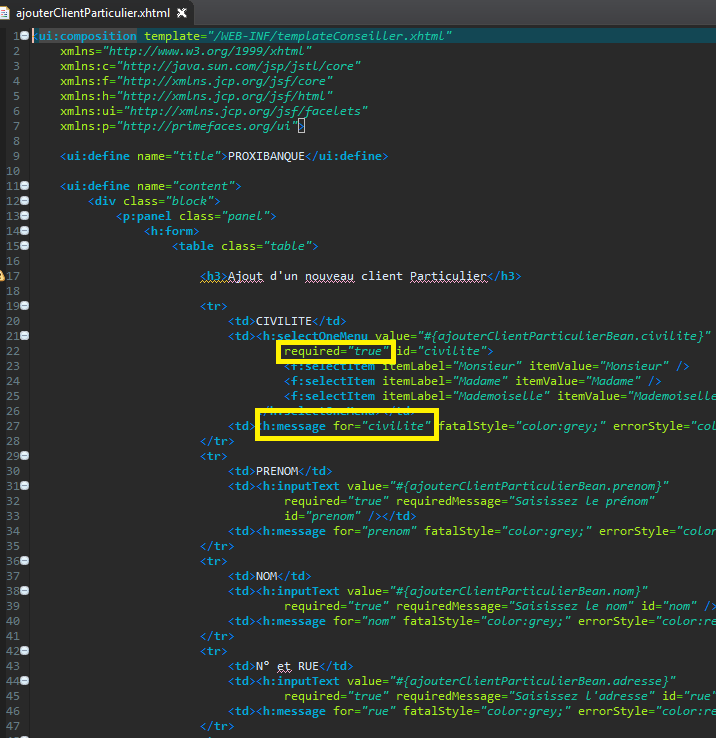 ajouterClientParticulier.xhtml
1 <ui:composition template="/WEB-INF/templateConseiller.xhtml"
2 xmlns="http://www.w3.org/1999/xhtml"
3 xmlns:c="http://java.sun.com/jsp/jstl/core"
4 xmlns:f="http://xmlns.jcp.org/jsf/core"
5 xmlns:h="http://xmlns.jcp.org/jsf/html"
6 xmlns:ui="http://xmlns.jcp.org/jsf/facelets"
7 xmlns:p="http://primefaces.org/ui">
8
9 <ui:define name="title">PROXIBANQUE</ui:define>
10
11 <ui:define name="content">
12 <div class="block">
13 <p:panel class="panel">
14 <h:form>
15 <table class="table">
16
17 <h3>Ajout d'un nouveau client Particulier</h3>
18
19 <tr>
20 <td>CIVILITE</td>
21 <td><h:selectOneMenu value="#{ajouterClientParticulierBean.civilite}"
22 required="true" id="civilite">
23 <f:selectItem itemLabel="Monsieur" itemValue="Monsieur" />
24 <f:selectItem itemLabel="Madame" itemValue="Madame" />
25 <f:selectItem itemLabel="Mademoiselle" itemValue="Mademoiselle
26 </h:selectOneMenu></td>
27 <td><h:message for="civilite" fatalStyle="color:grey;" errorStyle="col
28 </tr>
29 <tr>
30 <td>PRENOM</td>
31 <td><h:inputText value="#{ajouterClientParticulierBean.prenom}"
32 required="true" requiredMessage="Saisissez le prénom"
33 id="prenom" /></td>
34 <td><h:message for="prenom" fatalStyle="color:grey;" errorStyle="color
35 </tr>
36 <tr>
37 <td>NOM</td>
38 <td><h:inputText value="#{ajouterClientParticulierBean.nom}"
39 required="true" requiredMessage="Saisissez le nom" id="nom" />
40 <td><h:message for="nom" fatalStyle="color:grey;" errorStyle="color:re
41 </tr>
42 <tr>
43 <td>N° et RUE</td>
44 <td><h:inputText value="#{ajouterClientParticulierBean.adresse}"
45 required="true" requiredMessage="Saisissez l'adresse" id="rue"
46 <td><h:message for="rue" fatalStyle="color:grey;" errorStyle="color:re
47 </tr>